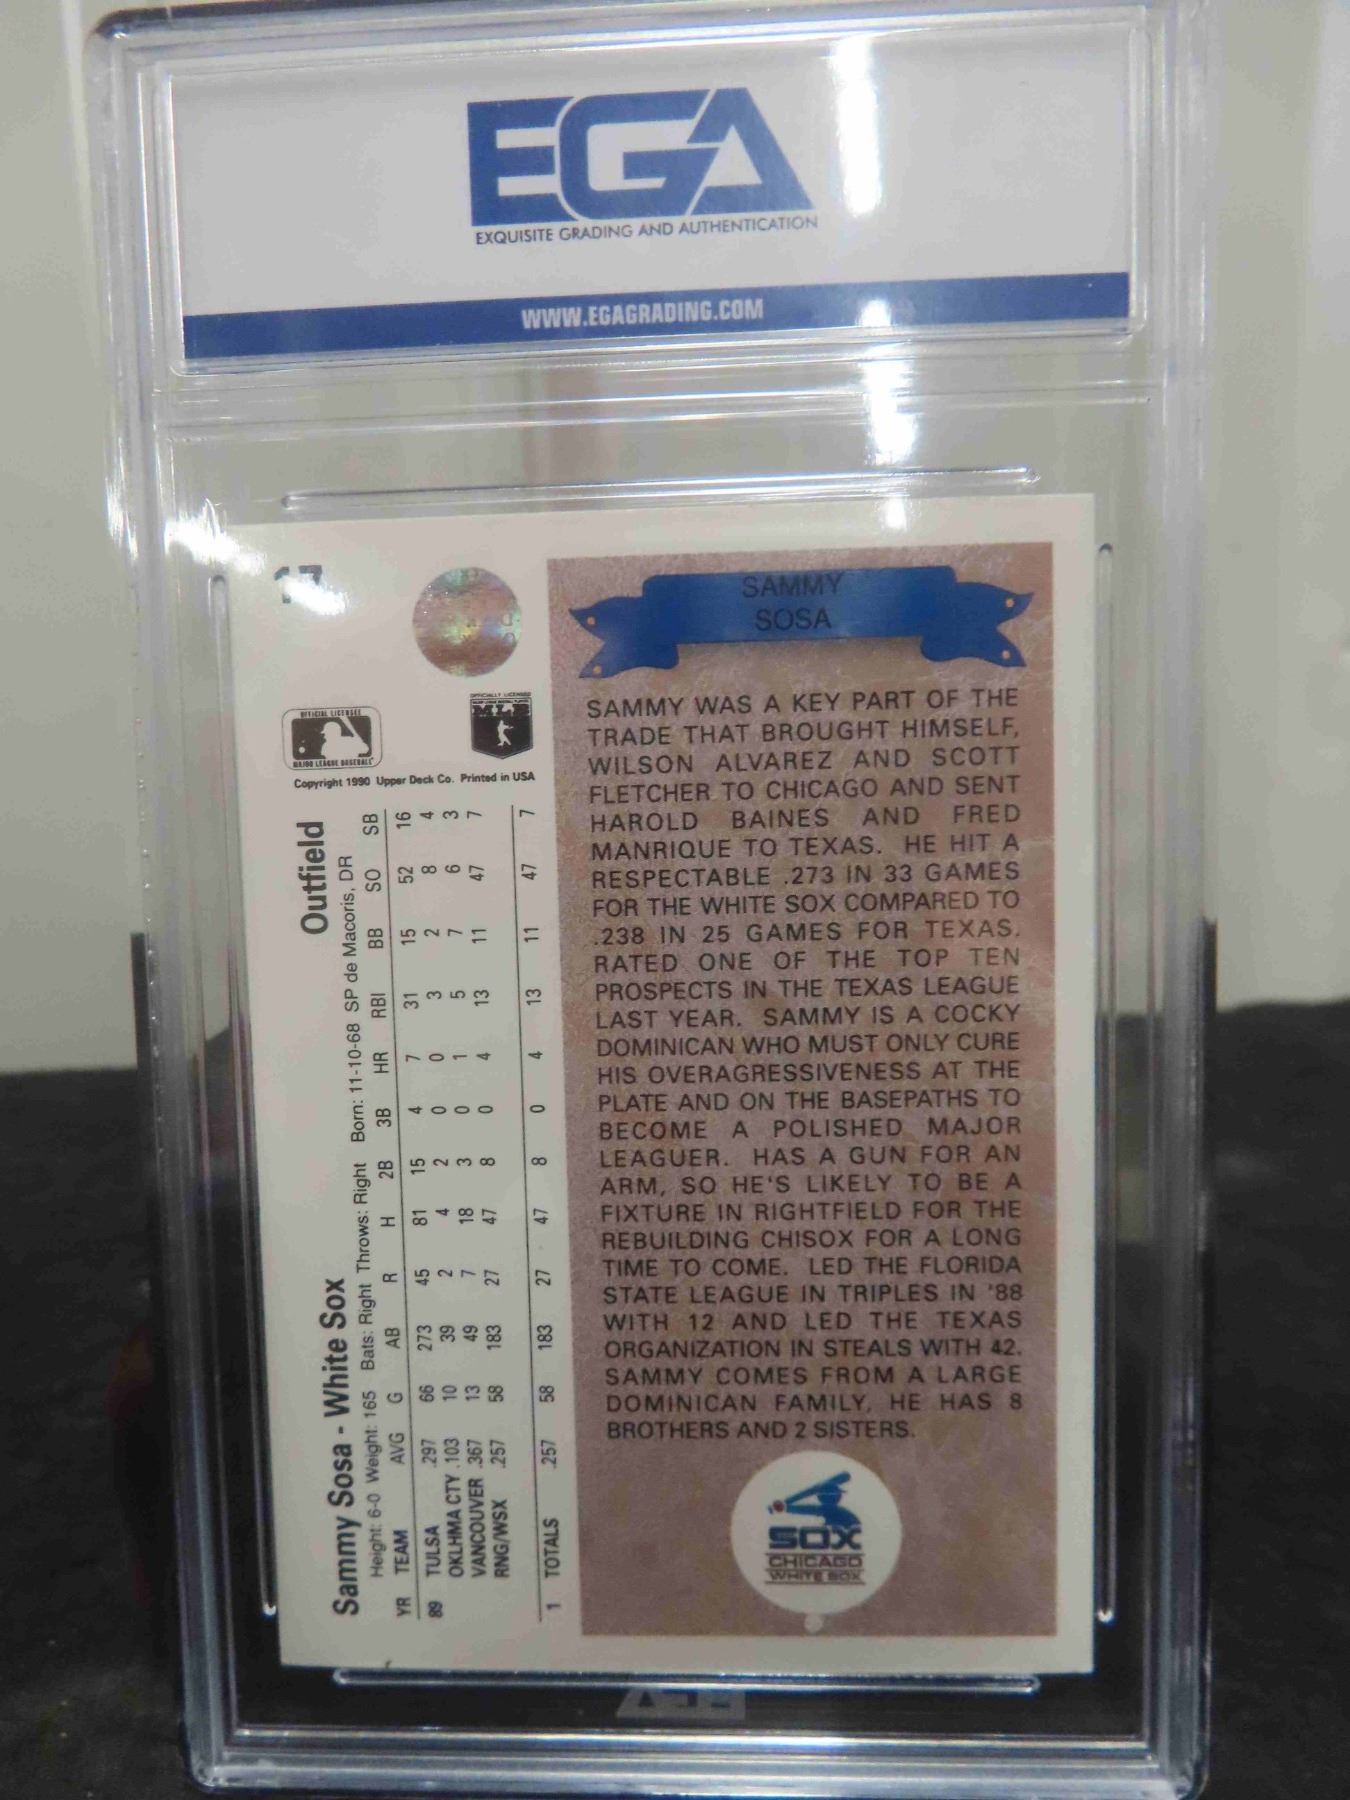 EGA
EXQUISITE GRADING AND AUTHENTICATION
WWW.EGAGRADING.COM
17
OFFICIAL LICENSEE
MAJOR LEAGUE BASEBALL
OFFICIALLY LICENSED
Copyright 1990 Upper Deck Co. Printed in USA
Sammy Sosa - White Sox Outfield
Height: 6-0 Weight: 165 Bats: Right Throws: Right Born: 11-10-68 SP de Macoris, DR
YR TEAM AVG G AB R H 2B 3B HR RBI BB SO SB
89 TULSA .297 66 273 45 81 15 4 7 31 15 52 16
OKLHMA CTY .103 10 39 2 4 2 0 0 3 2 8 4
VANCOUVER .367 13 49 7 18 3 0 1 5 7 6 3
RNG/WSX .257 58 183 27 47 8 0 4 13 11 47 7
1 TOTALS .257 58 183 27 47 8 0 4 13 11 47 7
SAMMY
SOSA
SAMMY WAS A KEY PART OF THE
TRADE THAT BROUGHT HIMSELF,
WILSON ALVAREZ AND SCOTT
FLETCHER TO CHICAGO AND SENT
HAROLD BAINES AND FRED
MANRIQUE TO TEXAS. HE HIT A
RESPECTABLE .273 IN 33 GAMES
FOR THE WHITE SOX COMPARED TO
.238 IN 25 GAMES FOR TEXAS.
RATED ONE OF THE TOP TEN
PROSPECTS IN THE TEXAS LEAGUE
LAST YEAR. SAMMY IS A COCKY
DOMINICAN WHO MUST ONLY CURE
HIS OVERAGRESSIVENESS AT THE
PLATE AND ON THE BASEPATHS TO
BECOME A POLISHED MAJOR
LEAGUER. HAS A GUN FOR AN
ARM, SO HE'S LIKELY TO BE A
FIXTURE IN RIGHTFIELD FOR THE
REBUILDING CHISOX FOR A LONG
TIME TO COME. LED THE FLORIDA
STATE LEAGUE IN TRIPLES IN '88
WITH 12 AND LED THE TEXAS
ORGANIZATION IN STEALS WITH 42.
SAMMY COMES FROM A LARGE
DOMINICAN FAMILY, HE HAS 8
BROTHERS AND 2 SISTERS.
SOX
CHICAGO
WHITE SOX